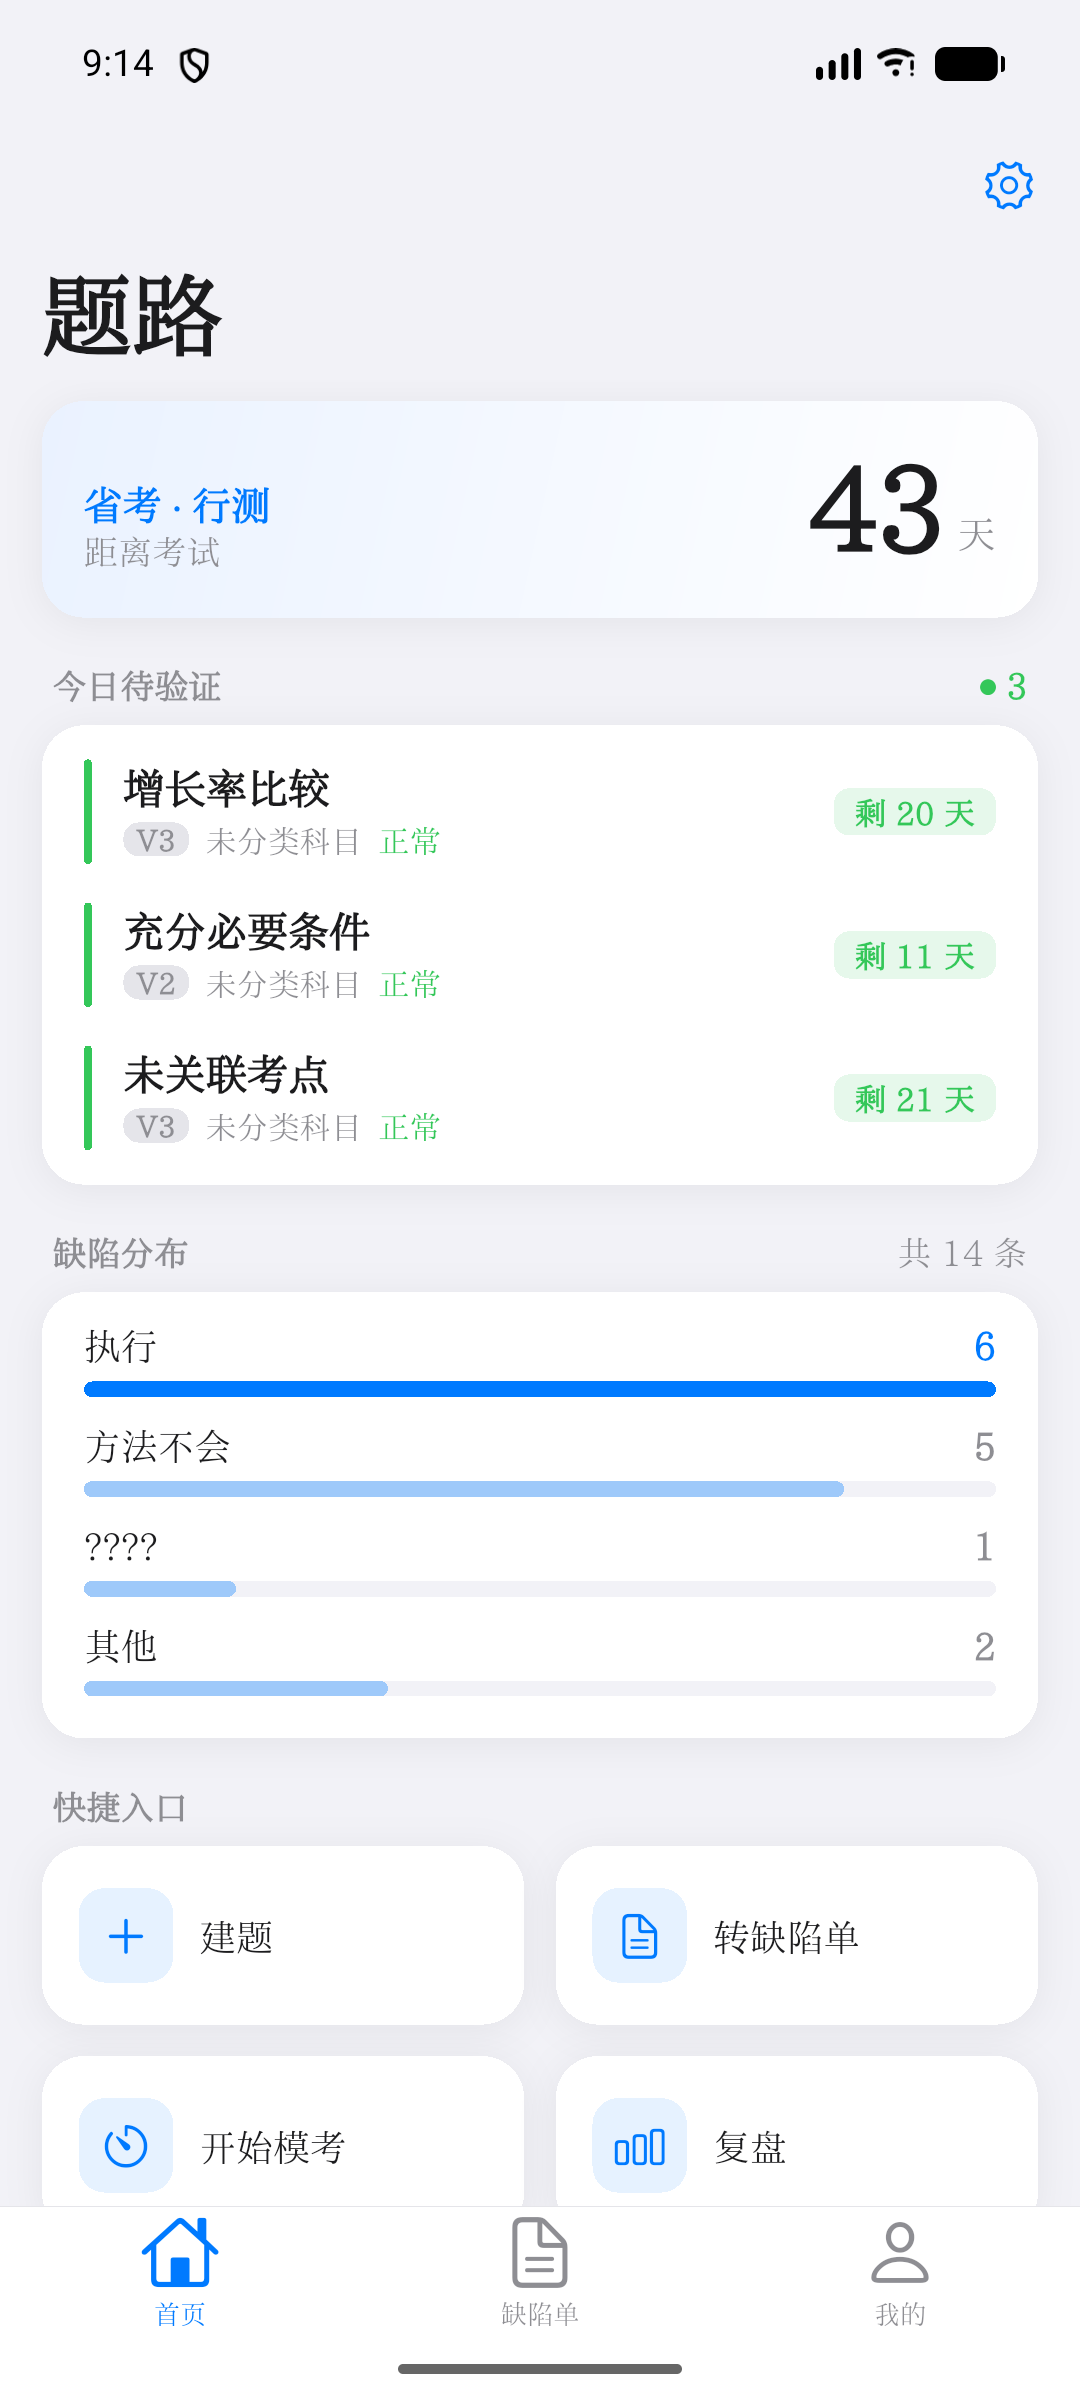 9:14
题路
省考 · 行测
距离考试
43 天
今日待验证
3
增长率比较
V3 未分类科目 正常
剩 20 天
充分必要条件
V2 未分类科目 正常
剩 11 天
未关联考点
V3 未分类科目 正常
剩 21 天
缺陷分布
共 14 条
执行 6
方法不会 5
???? 1
其他 2
快捷入口
建题
转缺陷单
开始模考
复盘
首页
缺陷单
我的